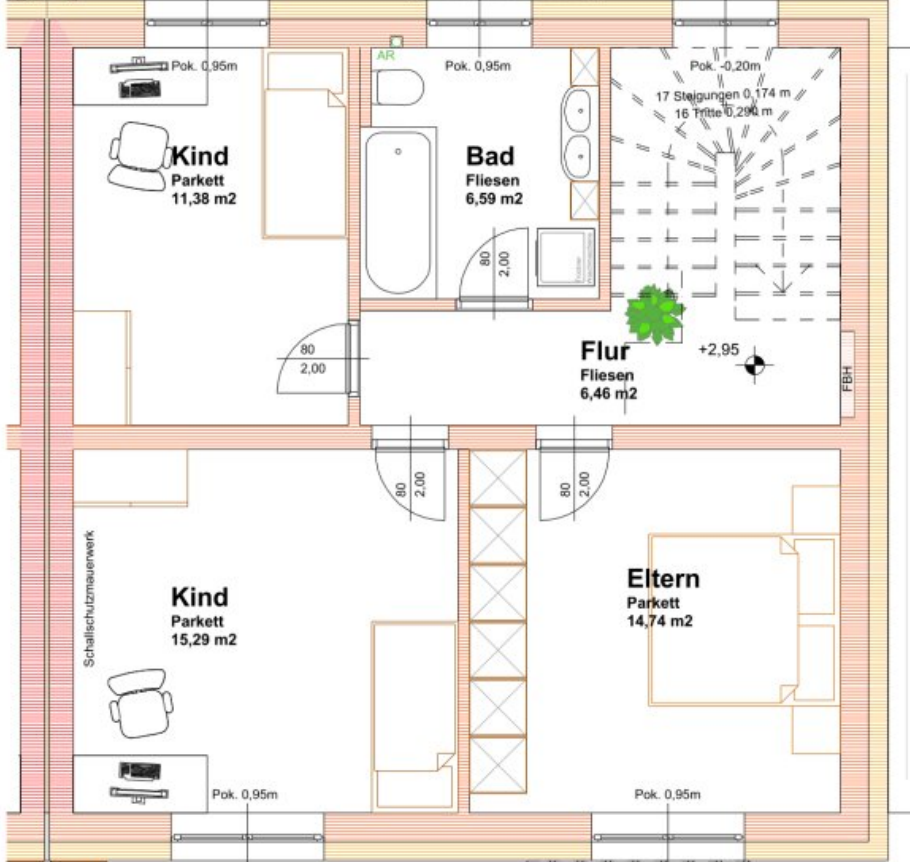 AR
Pok. 0,95m
Pok. 0,95m
Pok. -0,20m
17 Steigungen 0,174 m
16 Tritte 0,290 m
Kind
Parkett
11,38 m2
Bad
Fliesen
6,59 m2
80
2,00
80
2,00
Flur
Fliesen
6,46 m2
+2,95
FBH
80
2,00
80
2,00
Schallschutzmauerwerk
Kind
Parkett
15,29 m2
Eltern
Parkett
14,74 m2
Pok. 0,95m
Pok. 0,95m